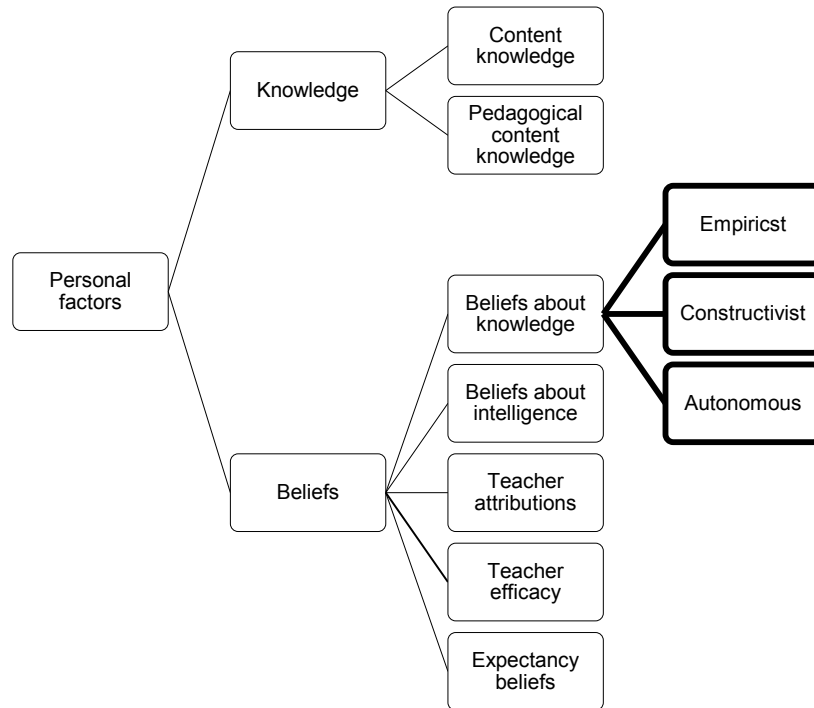 Content
knowledge
Knowledge
Pedagogical
content
knowledge
Empiricst
Personal
factors
Beliefs about
knowledge
Constructivist
Beliefs about
intelligence
Autonomous
Beliefs
Teacher
attributions
Teacher
efficacy
Expectancy
beliefs